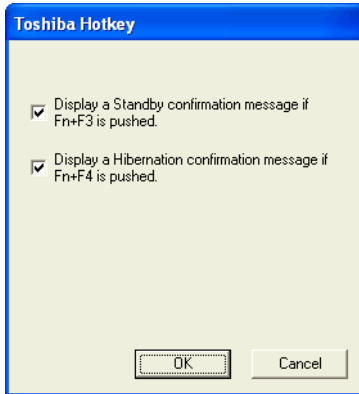 Toshiba Hotkey
Display a Standby confirmation message if
Fn+F3 is pushed.
Display a Hibernation confirmation message if
Fn+F4 is pushed.
OK
Cancel